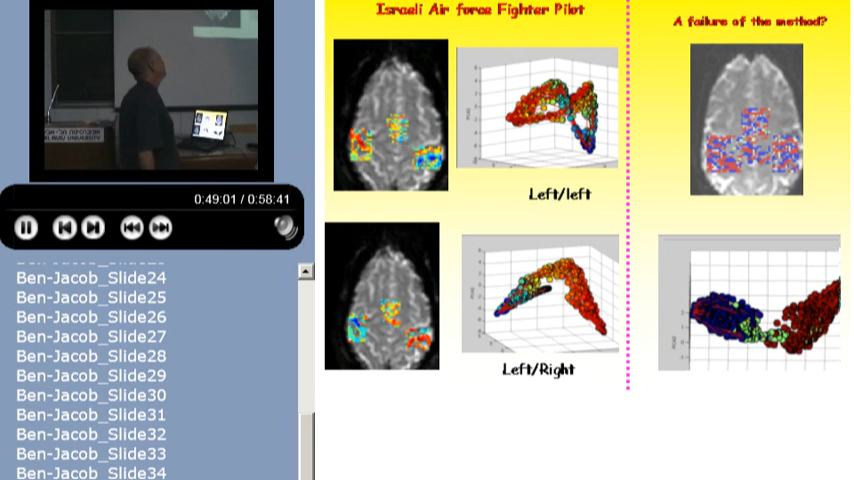 0:49:01 / 0:58:41
Ben-Jacob_Slide24
Ben-Jacob_Slide25
Ben-Jacob_Slide26
Ben-Jacob_Slide27
Ben-Jacob_Slide28
Ben-Jacob_Slide29
Ben-Jacob_Slide30
Ben-Jacob_Slide31
Ben-Jacob_Slide32
Ben-Jacob_Slide33
Ben-Jacob_Slide34
Israeli Air force Fighter Pilot
Left/left
Left/Right
A failure of the method?